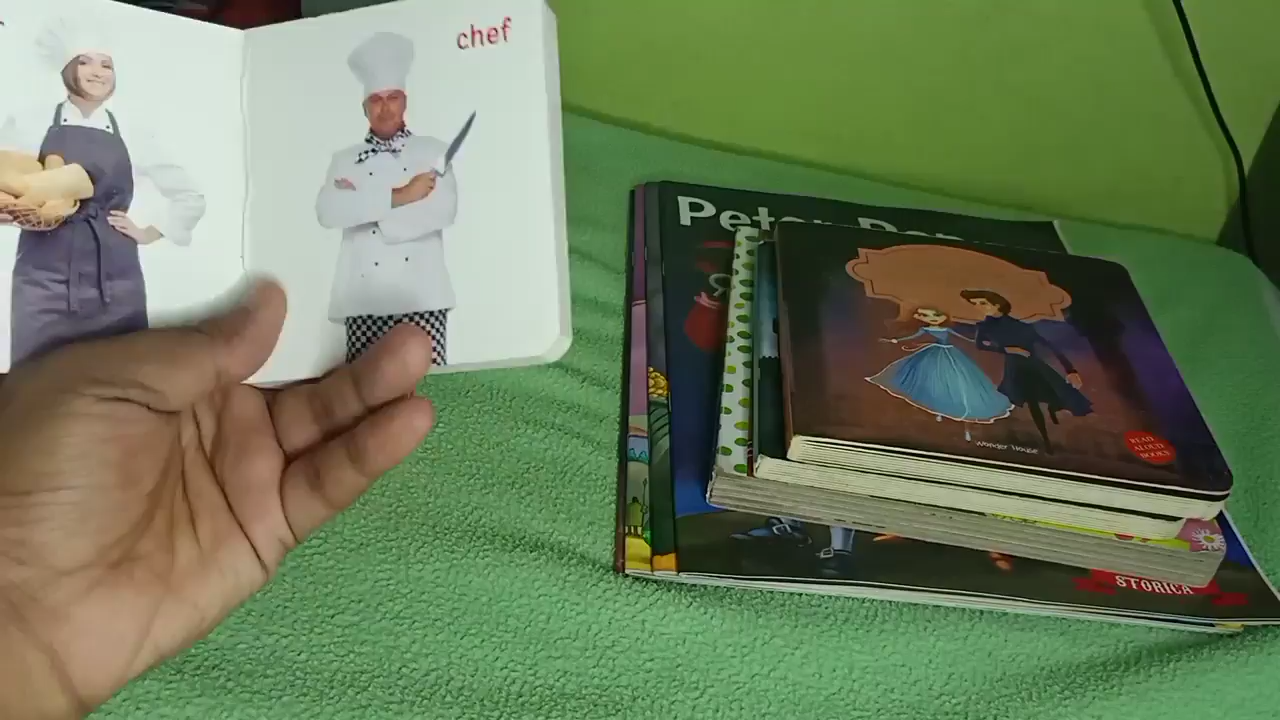 chef
Peter Pan
Wonder House
READ
ALOUD
BOOKS
STORICA